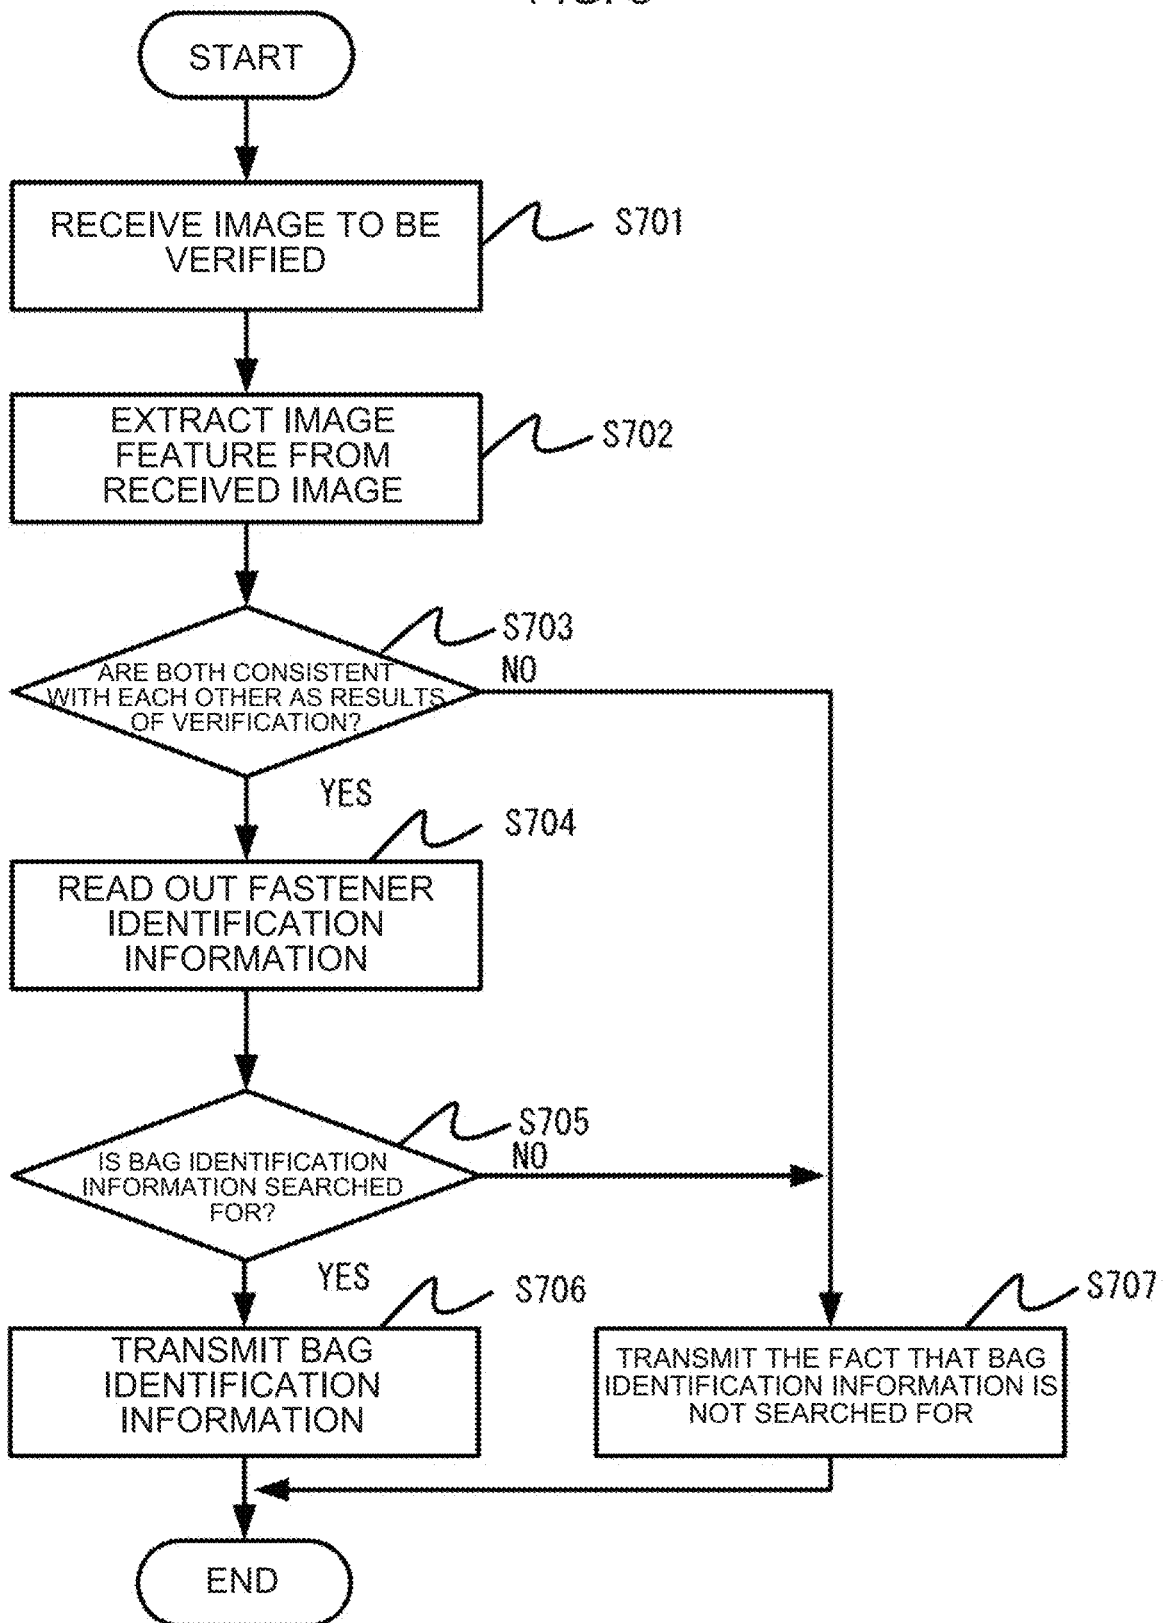 START
RECEIVE IMAGE TO BE
VERIFIED
S701
EXTRACT IMAGE
FEATURE FROM
RECEIVED IMAGE
S702
S703
ARE BOTH CONSISTENT
WITH EACH OTHER AS RESULTS
OF VERIFICATION?
NO
YES
S704
READ OUT FASTENER
IDENTIFICATION
INFORMATION
S705
IS BAG IDENTIFICATION
INFORMATION SEARCHED
FOR?
NO
YES
S706
TRANSMIT BAG
IDENTIFICATION
INFORMATION
S707
TRANSMIT THE FACT THAT BAG
IDENTIFICATION INFORMATION IS
NOT SEARCHED FOR
END